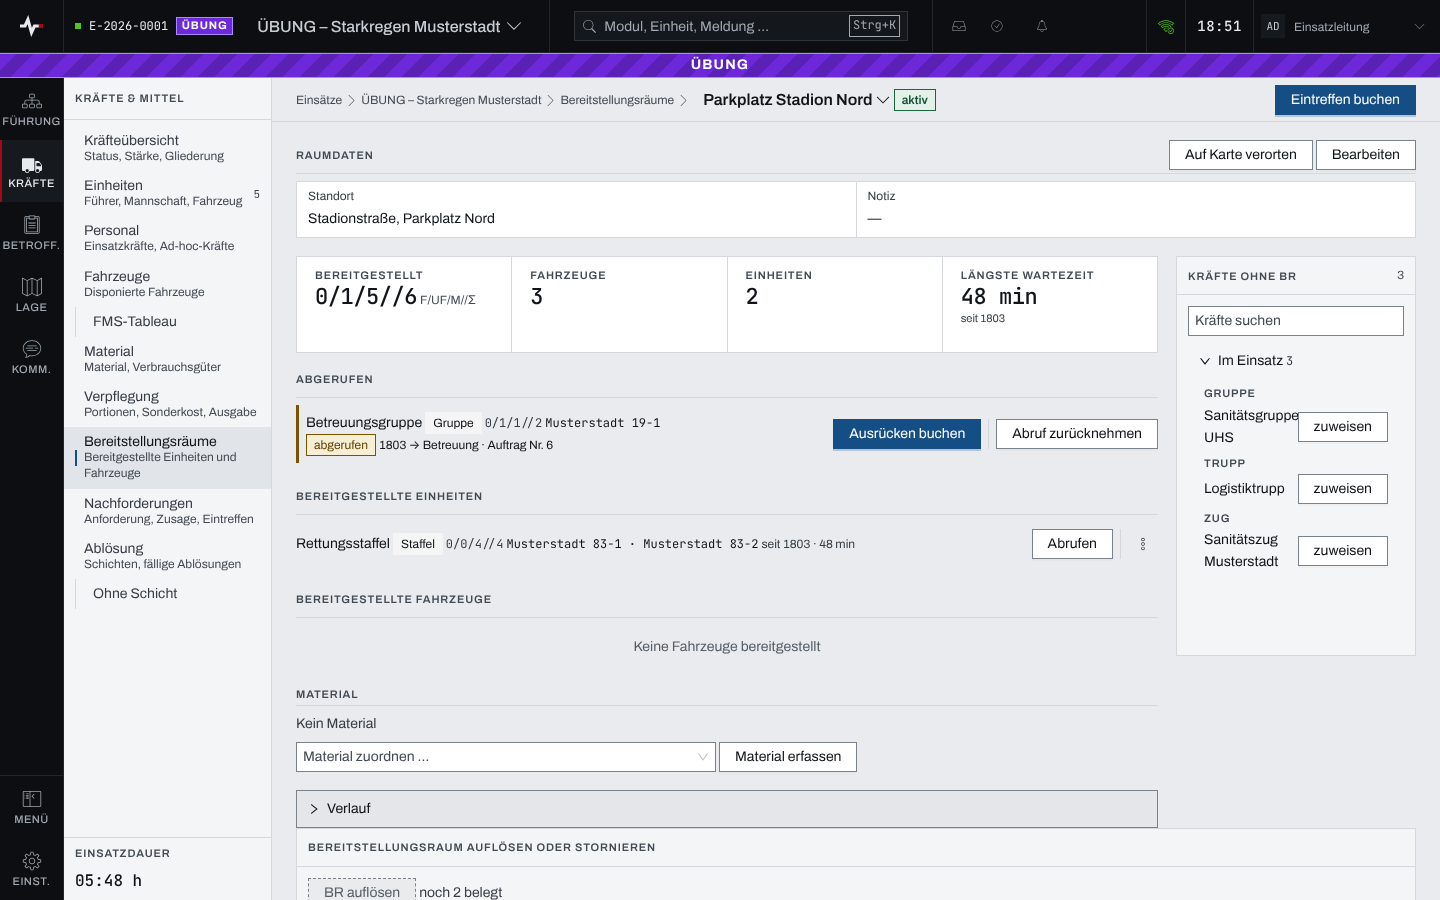 E-2026-0001 ÜBUNG ÜBUNG – Starkregen Musterstadt Modul, Einheit, Meldung ... Strg+K 18:51 AD Einsatzleitung
ÜBUNG
FÜHRUNG
KRÄFTE
BETROFF.
LAGE
KOMM.
MENÜ
EINST.
KRÄFTE & MITTEL
Kräfteübersicht
Status, Stärke, Gliederung
Einheiten
Führer, Mannschaft, Fahrzeug 5
Personal
Einsatzkräfte, Ad-hoc-Kräfte
Fahrzeuge
Disponierte Fahrzeuge
FMS-Tableau
Material
Material, Verbrauchsgüter
Verpflegung
Portionen, Sonderkost, Ausgabe
Bereitstellungsräume
Bereitgestellte Einheiten und
Fahrzeuge
Nachforderungen
Anforderung, Zusage, Eintreffen
Ablösung
Schichten, fällige Ablösungen
Ohne Schicht
EINSATZDAUER
05:48 h
Einsätze ÜBUNG – Starkregen Musterstadt Bereitstellungsräume Parkplatz Stadion Nord aktiv Eintreffen buchen
RAUMDATEN Auf Karte verorten Bearbeiten
Standort
Stadionstraße, Parkplatz Nord
Notiz
—
BEREITGESTELLT
0/1/5//6 F/UF/M//Σ
FAHRZEUGE
3
EINHEITEN
2
LÄNGSTE WARTEZEIT
48 min
seit 1803
ABGERUFEN
Betreuungsgruppe Gruppe 0/1/1//2 Musterstadt 19-1
abgerufen 1803 → Betreuung · Auftrag Nr. 6
Ausrücken buchen Abruf zurücknehmen
BEREITGESTELLTE EINHEITEN
Rettungsstaffel Staffel 0/0/4//4 Musterstadt 83-1 · Musterstadt 83-2 seit 1803 · 48 min Abrufen
BEREITGESTELLTE FAHRZEUGE
Keine Fahrzeuge bereitgestellt
MATERIAL
Kein Material
Material zuordnen ... Material erfassen
Verlauf
BEREITSTELLUNGSRAUM AUFLÖSEN ODER STORNIEREN
BR auflösen noch 2 belegt
KRÄFTE OHNE BR 3
Kräfte suchen
Im Einsatz 3
GRUPPE
Sanitätsgruppe
UHS
zuweisen
TRUPP
Logistiktrupp zuweisen
ZUG
Sanitätszug
Musterstadt
zuweisen